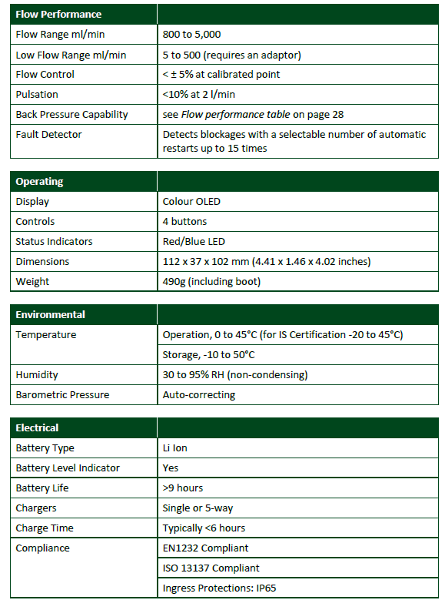 Flow Performance
Flow Range ml/min 800 to 5,000
Low Flow Range ml/min 5 to 500 (requires an adaptor)
Flow Control < ± 5% at calibrated point
Pulsation <10% at 2 l/min
Back Pressure Capability see Flow performance table on page 28
Fault Detector Detects blockages with a selectable number of automatic
restarts up to 15 times
Operating
Display Colour OLED
Controls 4 buttons
Status Indicators Red/Blue LED
Dimensions 112 x 37 x 102 mm (4.41 x 1.46 x 4.02 inches)
Weight 490g (including boot)
Environmental
Temperature Operation, 0 to 45°C (for IS Certification -20 to 45°C)
Storage, -10 to 50°C
Humidity 30 to 95% RH (non-condensing)
Barometric Pressure Auto-correcting
Electrical
Battery Type Li Ion
Battery Level Indicator Yes
Battery Life >9 hours
Chargers Single or 5-way
Charge Time Typically <6 hours
Compliance EN1232 Compliant
ISO 13137 Compliant
Ingress Protections: IP65